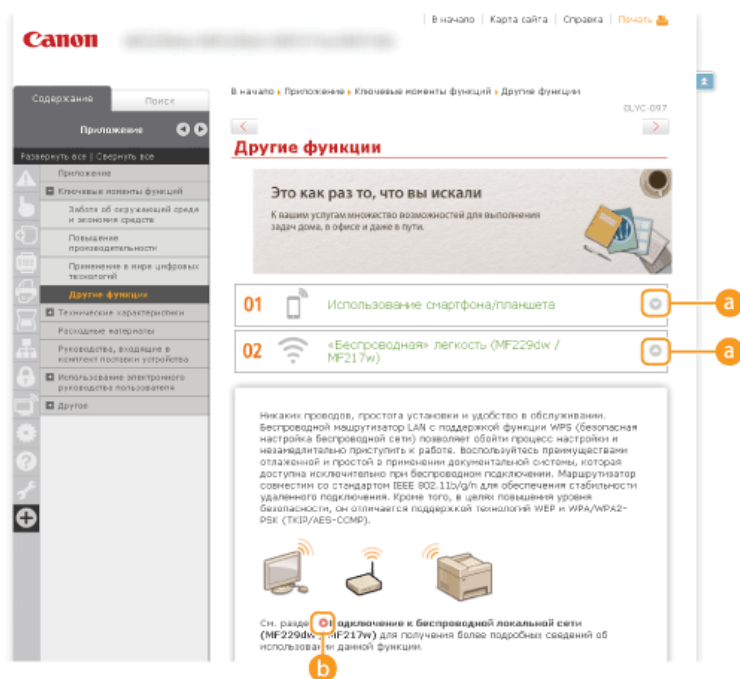 В начало | Карта сайта | Справка | Печать
Canon
Содержание
Поиск
В начало Приложение Ключевые моменты функций Другие функции
0LYC-097
Приложение
Развернуть все | Свернуть все
Другие функции
Приложение
Ключевые моменты функций
Забота об окружающей среде
и экономия средств
Повышение
производительности
Применение в мире цифровых
технологий
Другие функции
Технические характеристики
Расходные материалы
Руководства, входящие в
комплект поставки устройства
Использование электронного
руководства пользователя
Другое
Это как раз то, что вы искали
К вашим услугам множество возможностей для выполнения
задач дома, в офисе и даже в пути.
01 Использование смартфона/планшета
a
02 «Беспроводная» легкость (MF229dw /
MF217w)
a
Никаких проводов, простота установки и удобство в обслуживании.
Беспроводной маршрутизатор LAN с поддержкой функции WPS (безопасная
настройка беспроводной сети) позволяет обойти процесс настройки и
незамедлительно приступить к работе. Воспользуйтесь преимуществами
отлаженной и простой в применении документальной системы, которая
доступна исключительно при беспроводном подключении. Маршрутизатор
совместим со стандартом IEEE 802.11b/g/n для обеспечения стабильности
удаленного подключения. Кроме того, в целях повышения уровня
безопасности, он отличается поддержкой технологий WEP и WPA/WPA2-
PSK (TKIP/AES-CCMP).
См. разде одключение к беспроводной локальной сети
(MF229dw MF217w) для получения более подробных сведений об
использовании данной функции.
b